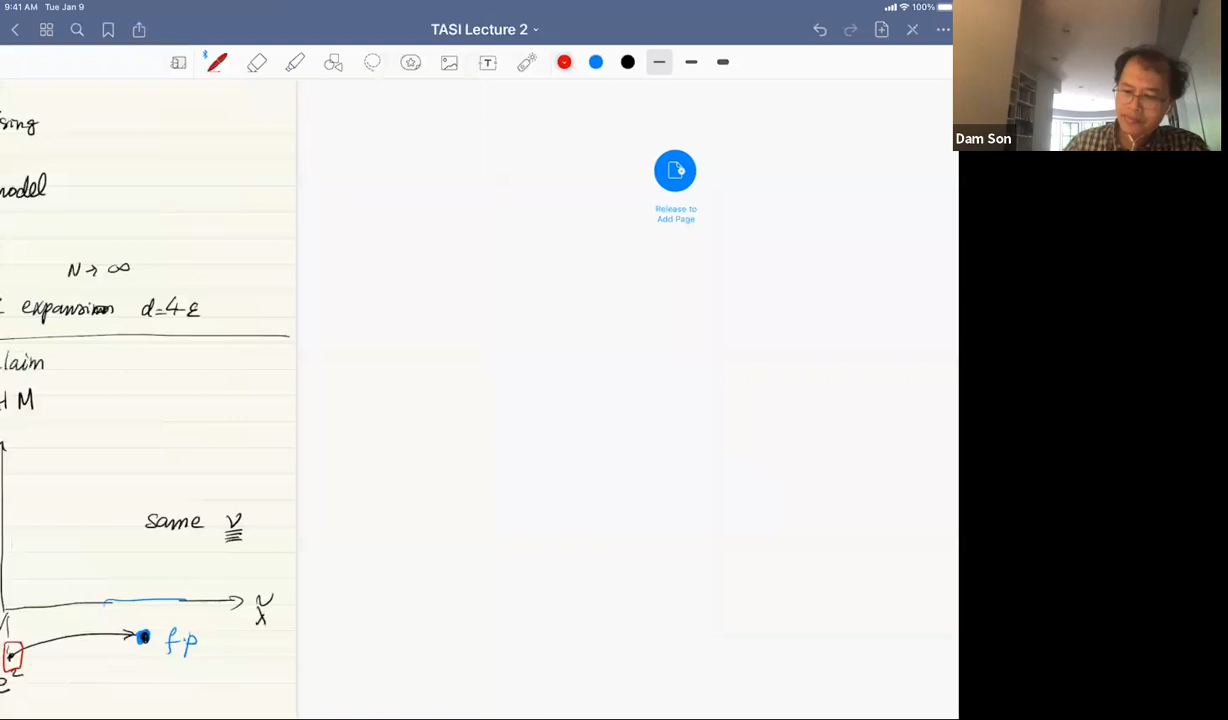 9:41 AM Tue Jan 9
100%
TASI Lecture 2
T
Dam Son
Release to
Add Page
model
N → ∞
expansion d=4-ε
laim
HM
same ν
f.p